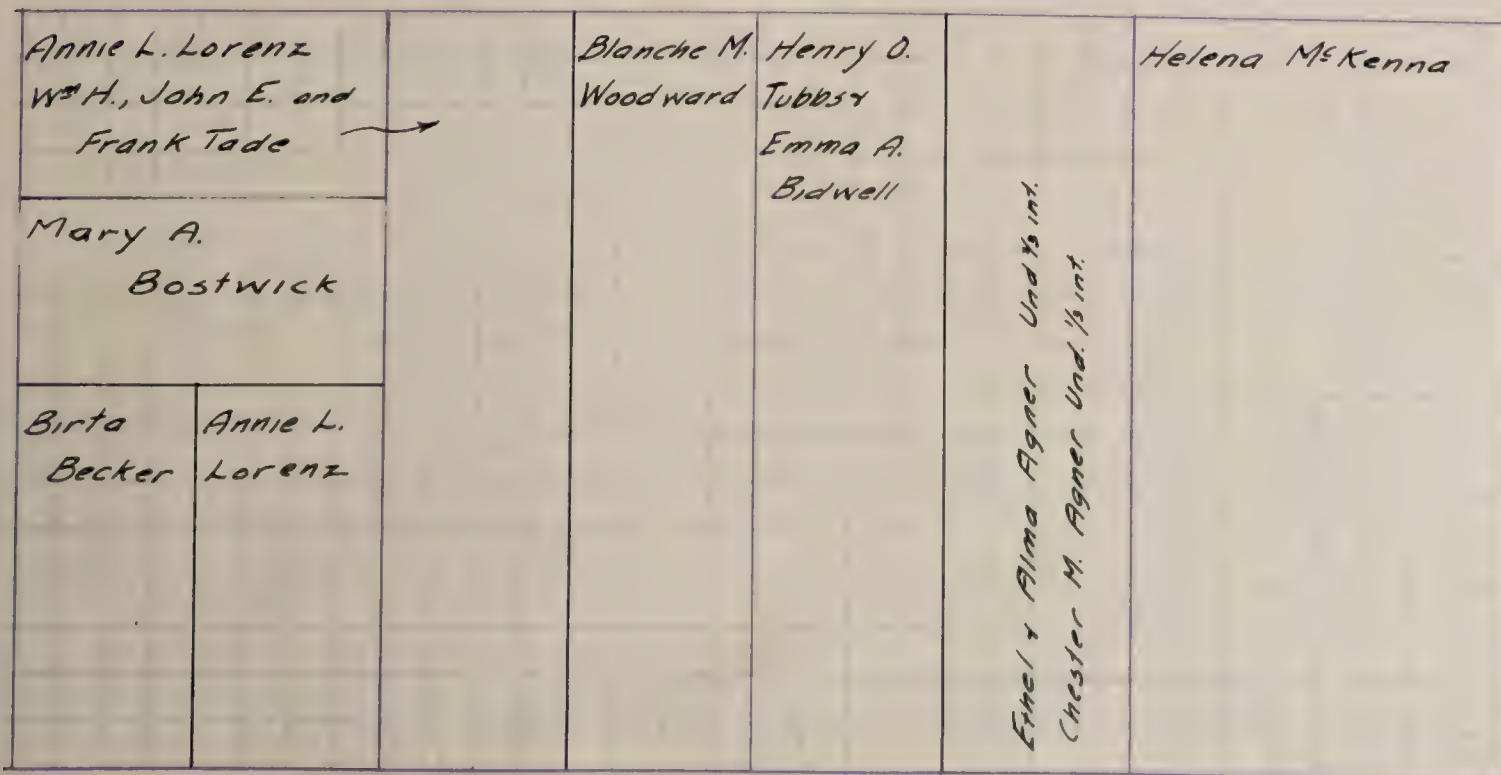 Annie L. Lorenz
Wm H., John E. and
Frank Tade
Mary A.
Bostwick
Birta
Becker
Annie L.
Lorenz
Blanche M.
Woodward
Henry O.
Tubbs &
Emma A.
Bidwell
Ethel & Alma Agner Und ⅓ int.
Chester M. Agner Und. ⅓ int.
Helena McKenna